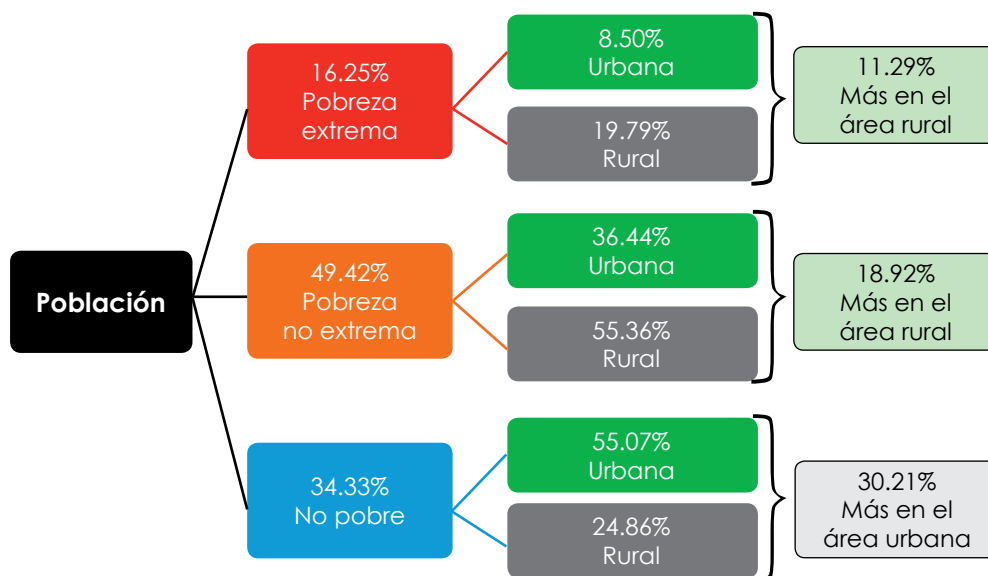 Población
16.25%
Pobreza
extrema
8.50%
Urbana
19.79%
Rural
11.29%
Más en el
área rural
49.42%
Pobreza
no extrema
36.44%
Urbana
55.36%
Rural
18.92%
Más en el
área rural
34.33%
No pobre
55.07%
Urbana
24.86%
Rural
30.21%
Más en el
área urbana